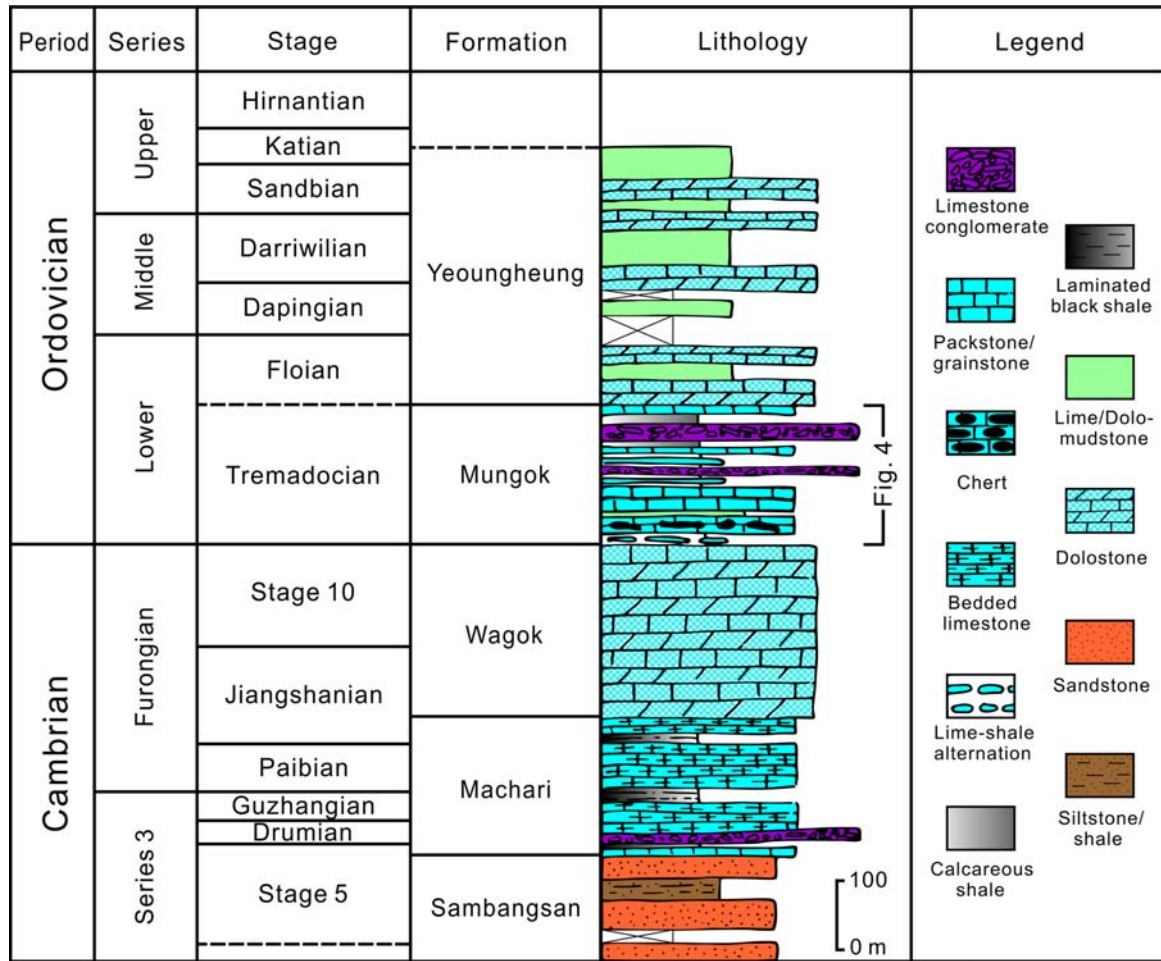 Period Series Stage Formation Lithology Legend
Ordovician
Cambrian
Upper
Middle
Lower
Furongian
Series 3
Hirnantian
Katian
Sandbian
Darriwilian
Dapingian
Floian
Tremadocian
Stage 10
Jiangshanian
Paibian
Guzhangian
Drumian
Stage 5
Yeoungheung
Mungok
Wagok
Machari
Sambangsan
Fig. 4
100
0 m
Limestone
conglomerate
Packstone/
grainstone
Chert
Bedded
limestone
Lime-shale
alternation
Calcareous
shale
Laminated
black shale
Lime/Dolo-
mudstone
Dolostone
Sandstone
Siltstone/
shale